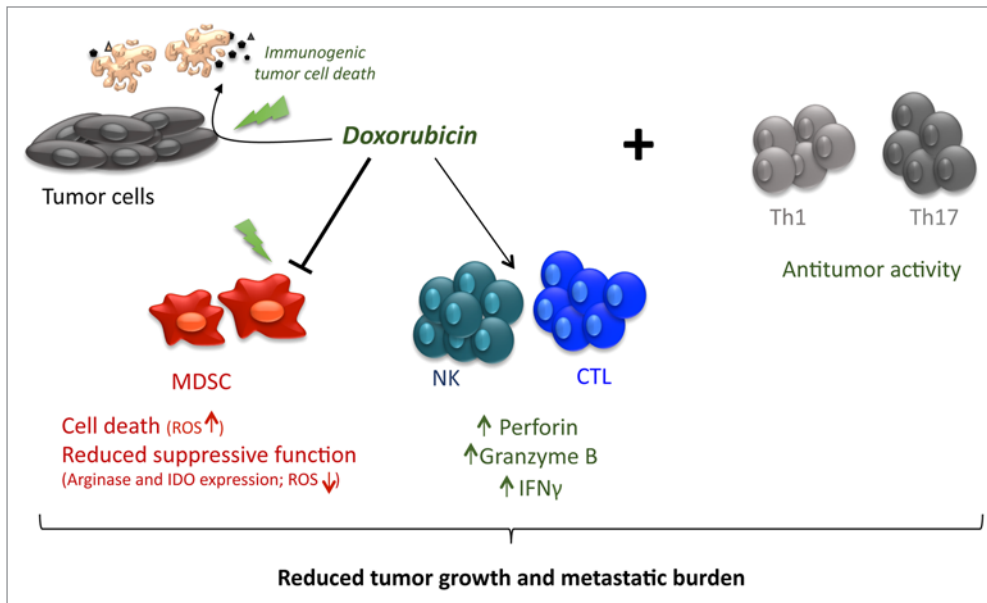 Immunogenic
tumor cell death
Doxorubicin
+
Tumor cells
Th1
Th17
Antitumor activity
MDSC
NK
CTL
Cell death (ROS ↑)
Reduced suppressive function
(Arginase and IDO expression; ROS ↓)
↑ Perforin
↑ Granzyme B
↑ IFNγ
Reduced tumor growth and metastatic burden